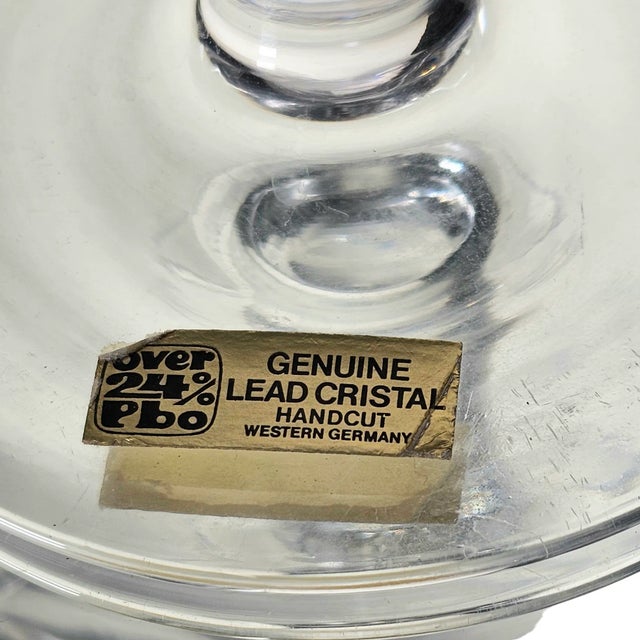 over
24%
Pbo
GENUINE
LEAD CRISTAL
HANDCUT
WESTERN GERMANY